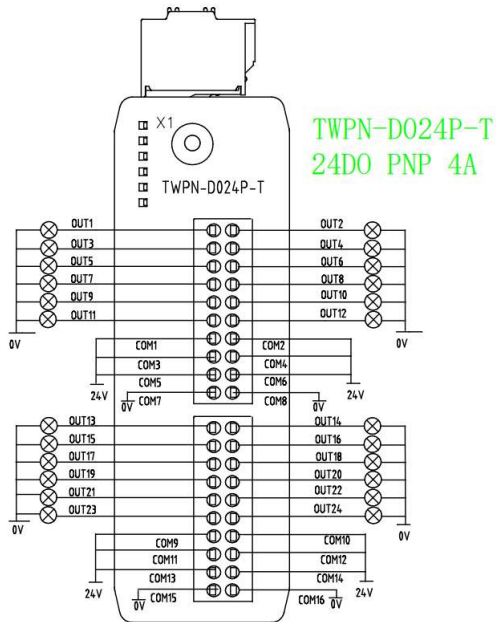 X1
TWPN-D024P-T
24DO PNP 4A
TWPN-D024P-T
OUT1 OUT2
OUT3 OUT4
OUT5 OUT6
OUT7 OUT8
OUT9 OUT10
OUT11 OUT12
0V 0V
COM1 COM2
COM3 COM4
COM5 COM6
24V 24V
0V 0V
COM7 COM8
OUT13 OUT14
OUT15 OUT16
OUT17 OUT18
OUT19 OUT20
OUT21 OUT22
OUT23 OUT24
0V 0V
COM9 COM10
COM11 COM12
COM13 COM14
24V 24V
0V 0V
COM15 COM16